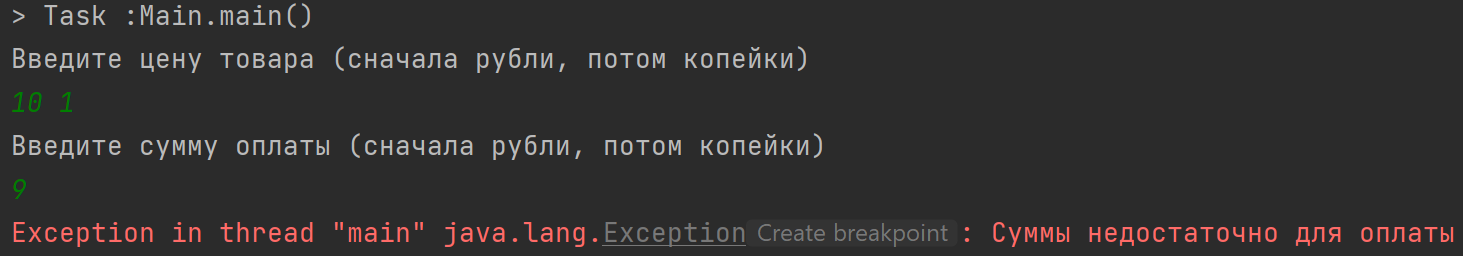 > Task :Main.main()
Введите цену товара (сначала рубли, потом копейки)
10 1
Введите сумму оплаты (сначала рубли, потом копейки)
9
Exception in thread "main" java.lang.Exception Create breakpoint : Суммы недостаточно для оплаты